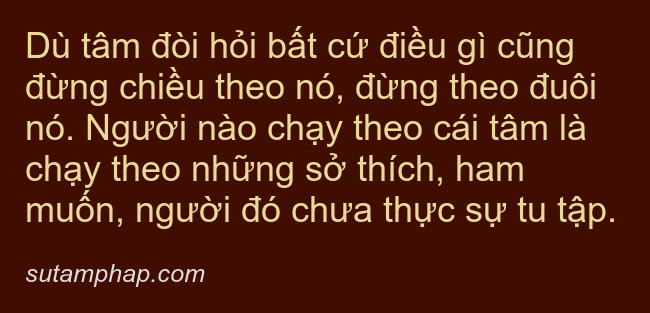 Dù tâm đòi hỏi bất cứ điều gì cũng
đừng chiều theo nó, đừng theo đuôi
nó. Người nào chạy theo cái tâm là
chạy theo những sở thích, ham
muốn, người đó chưa thực sự tu tập.
sutamphap.com